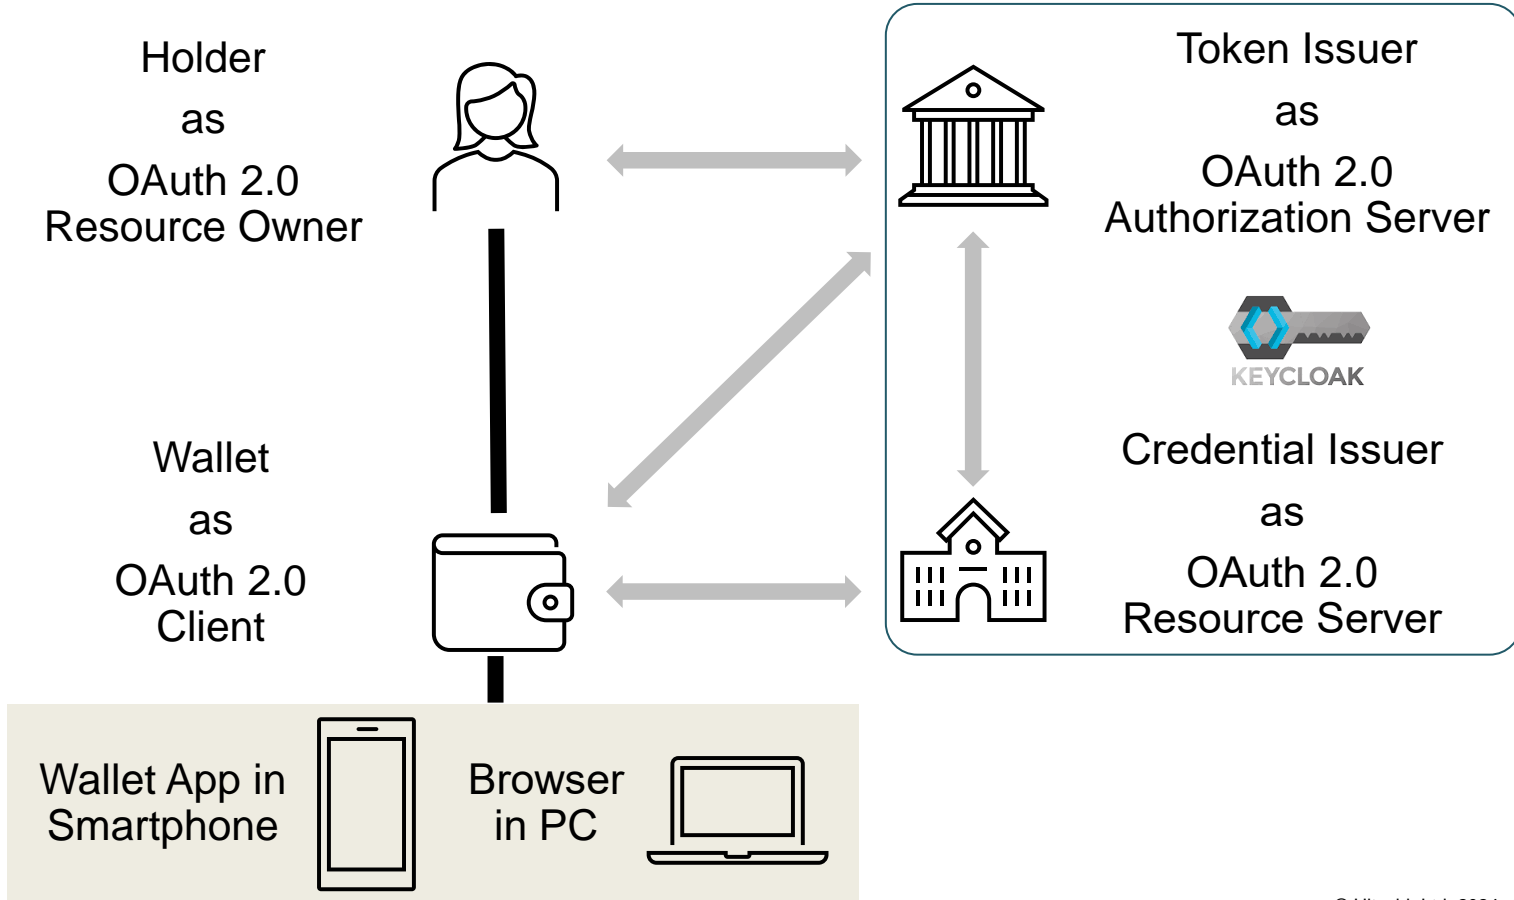 Holder
as
OAuth 2.0
Resource Owner
Token Issuer
as
OAuth 2.0
Authorization Server
KEYCLOAK
Wallet
as
OAuth 2.0
Client
Credential Issuer
as
OAuth 2.0
Resource Server
Wallet App in
Smartphone
Browser
in PC